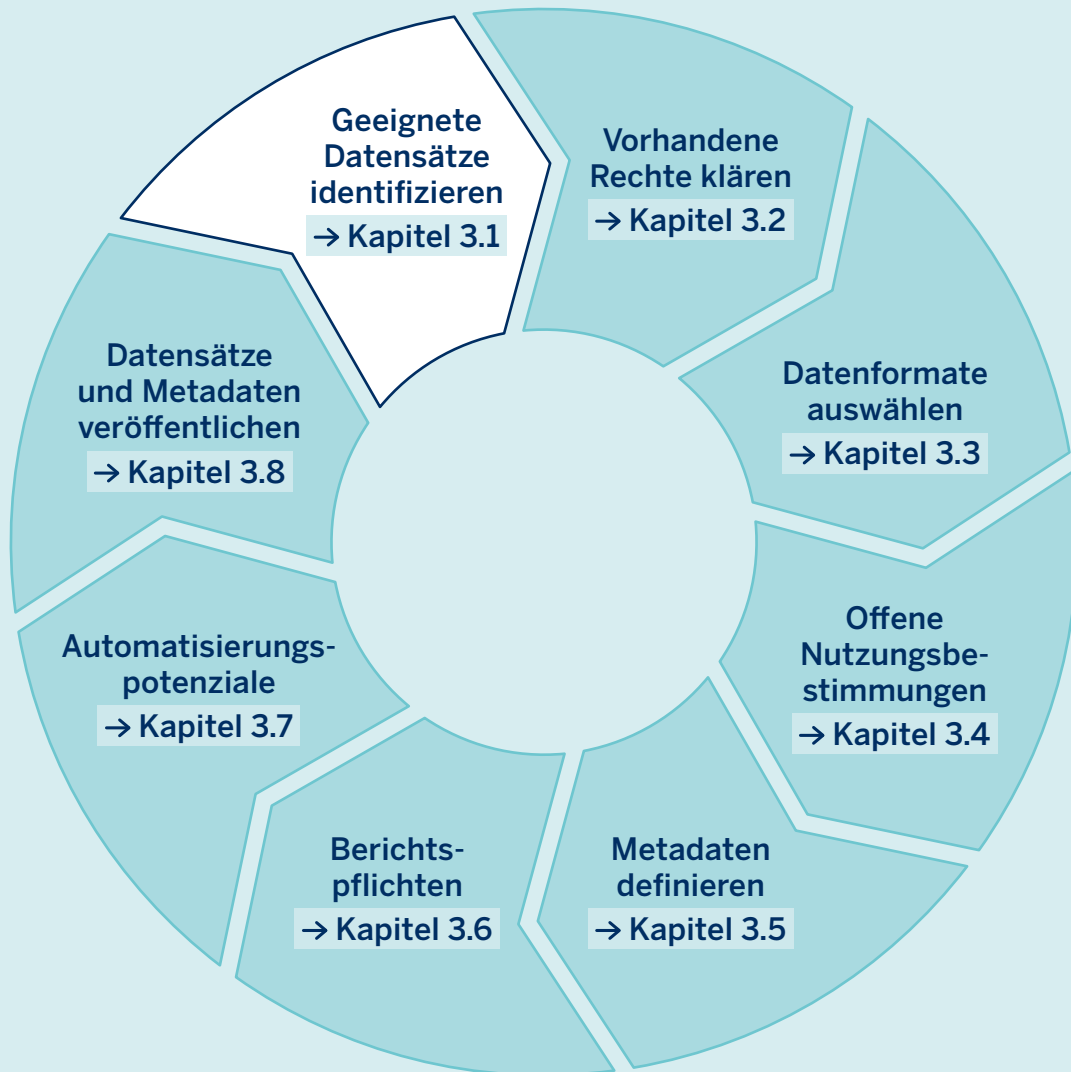 Geeignete
Datensätze
identifizieren
→ Kapitel 3.1
Vorhandene
Rechte klären
→ Kapitel 3.2
Datenformate
auswählen
→ Kapitel 3.3
Offene
Nutzungsbe-
stimmungen
→ Kapitel 3.4
Metadaten
definieren
→ Kapitel 3.5
Berichts-
pflichten
→ Kapitel 3.6
Automatisierungs-
potenziale
→ Kapitel 3.7
Datensätze
und Metadaten
veröffentlichen
→ Kapitel 3.8